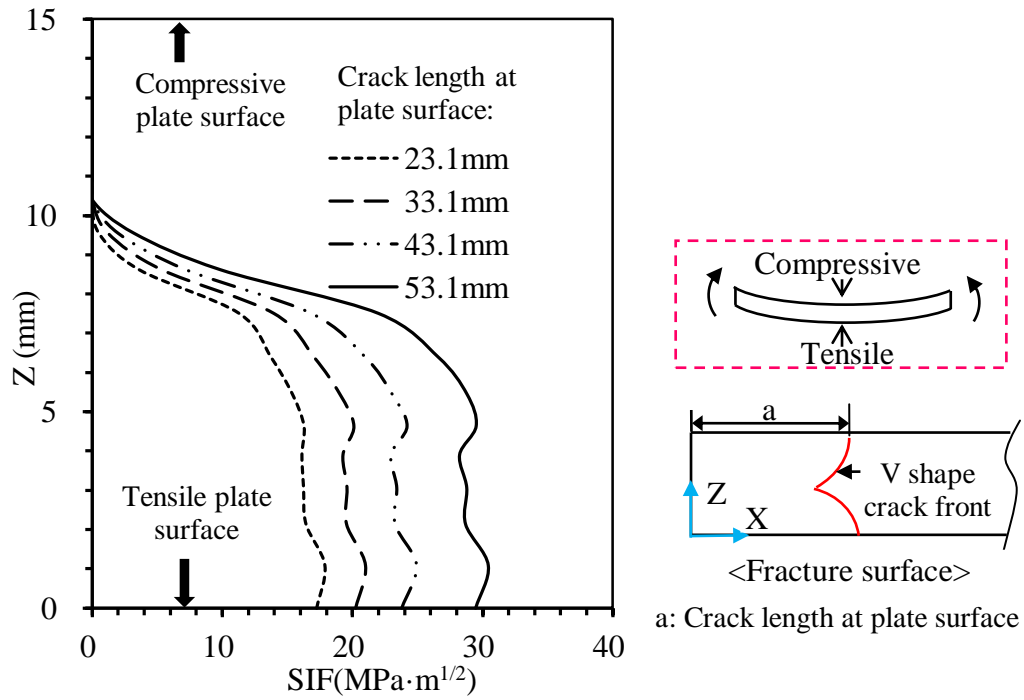 15
Compressive
plate surface
Crack length at
plate surface:
23.1mm
33.1mm
43.1mm
53.1mm
10
Z (mm)
5
Tensile plate
surface
0
0
10
20
30
40
SIF(MPa·m^{1/2})
Compressive
Tensile
a
V shape
crack front
Z
X
<Fracture surface>
a: Crack length at plate surface